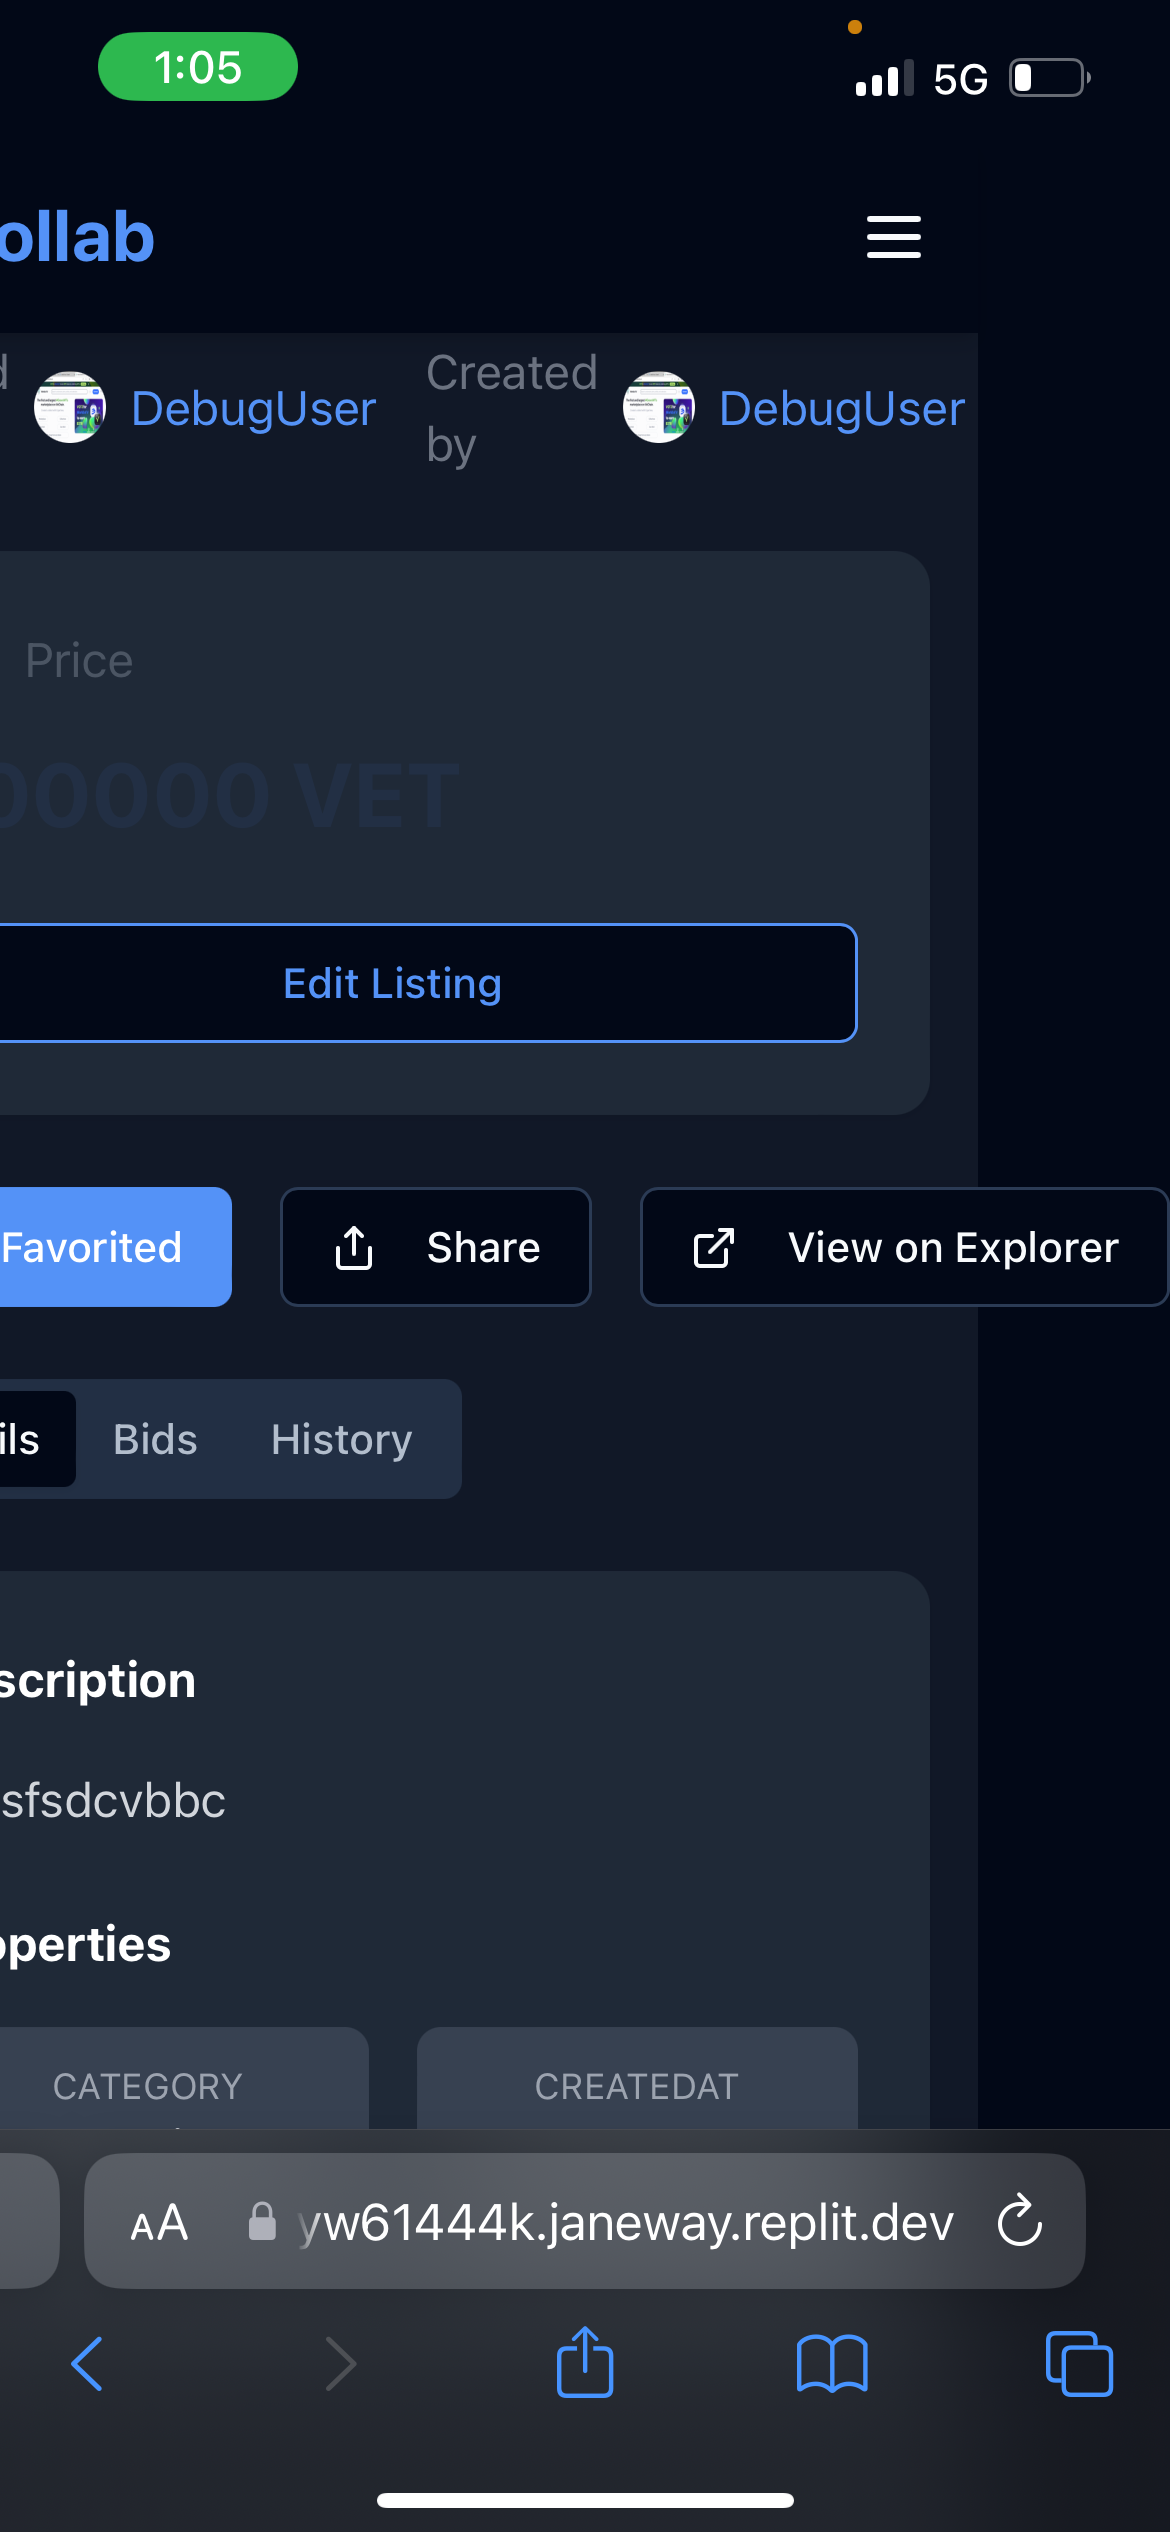 1:05
5G
ollab
d DebugUser Created by DebugUser
Price
00000 VET
Edit Listing
Favorited Share View on Explorer
ils Bids History
scription
sfsdcvbbc
perties
CATEGORY CREATEDAT
AA yw61444k.janeway.replit.dev